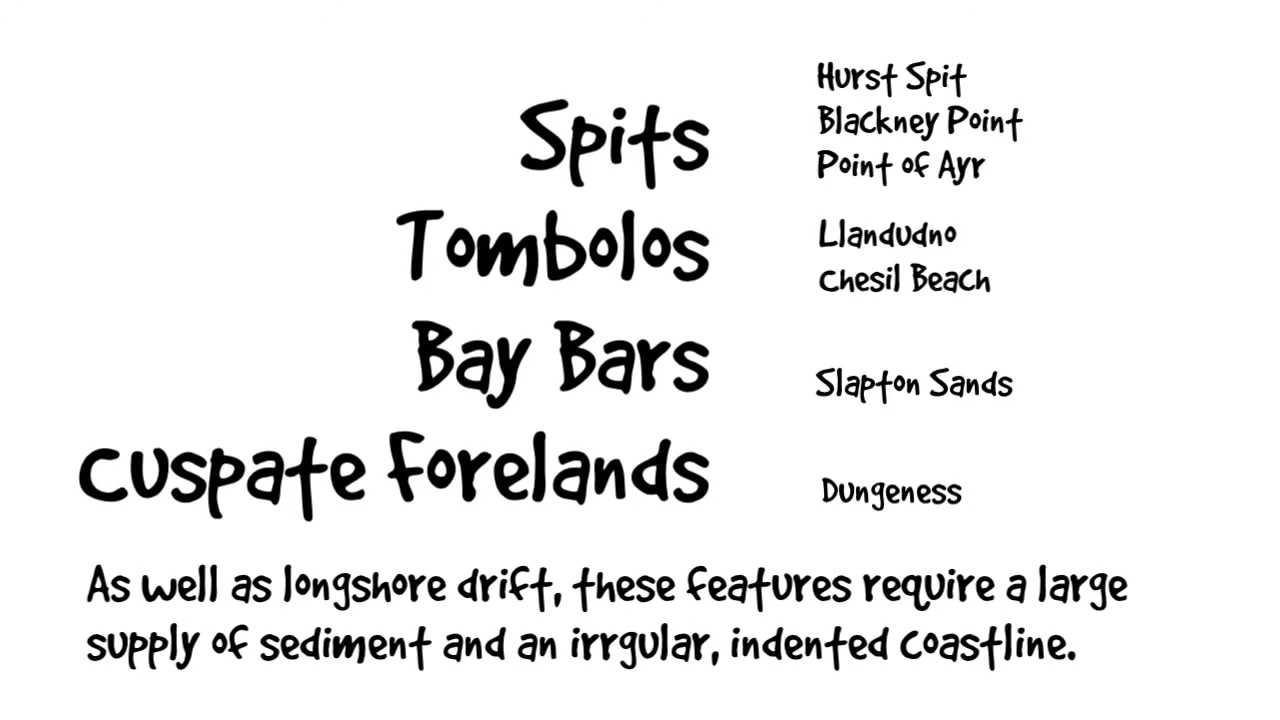 Spits
Hurst Spit
Blackney Point
Point of Ayr
Tombolos
Llandudno
Chesil Beach
Bay Bars
Slapton Sands
Cuspate Forelands
Dungeness
As well as longshore drift, these features require a large
supply of sediment and an irrgular, indented coastline.